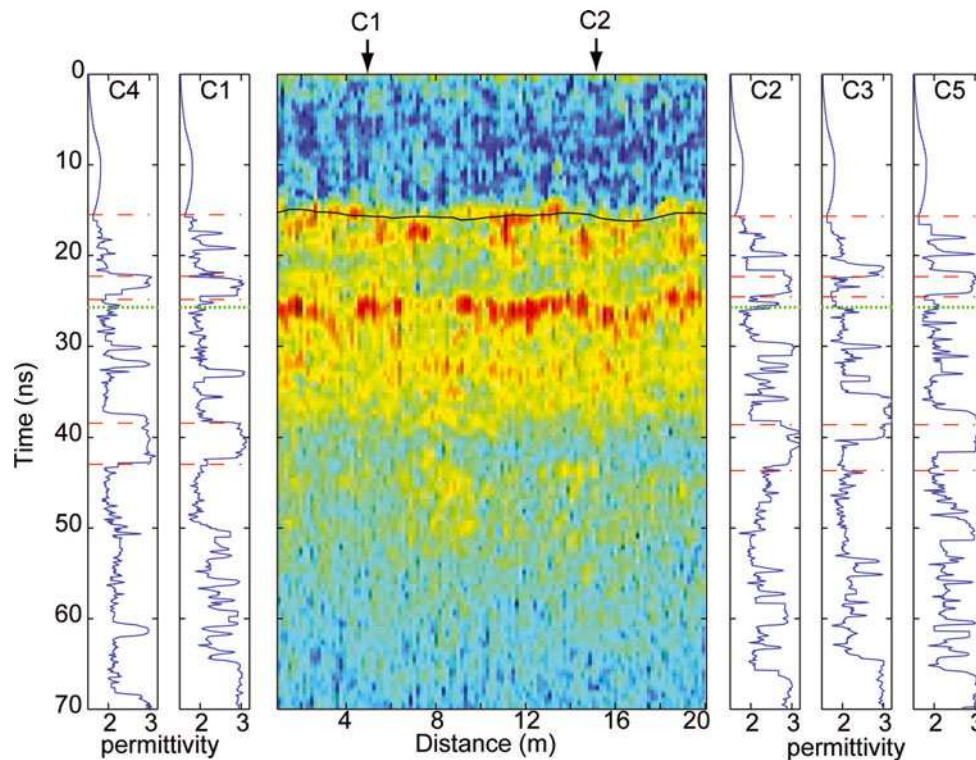 C1 C2
C4 C1 C2 C3 C5
0
10
20
30
40
50
60
70
Time (ns)
2 3 2 3 4 8 12 16 20 2 3 2 3 2 3
permittivity Distance (m) permittivity